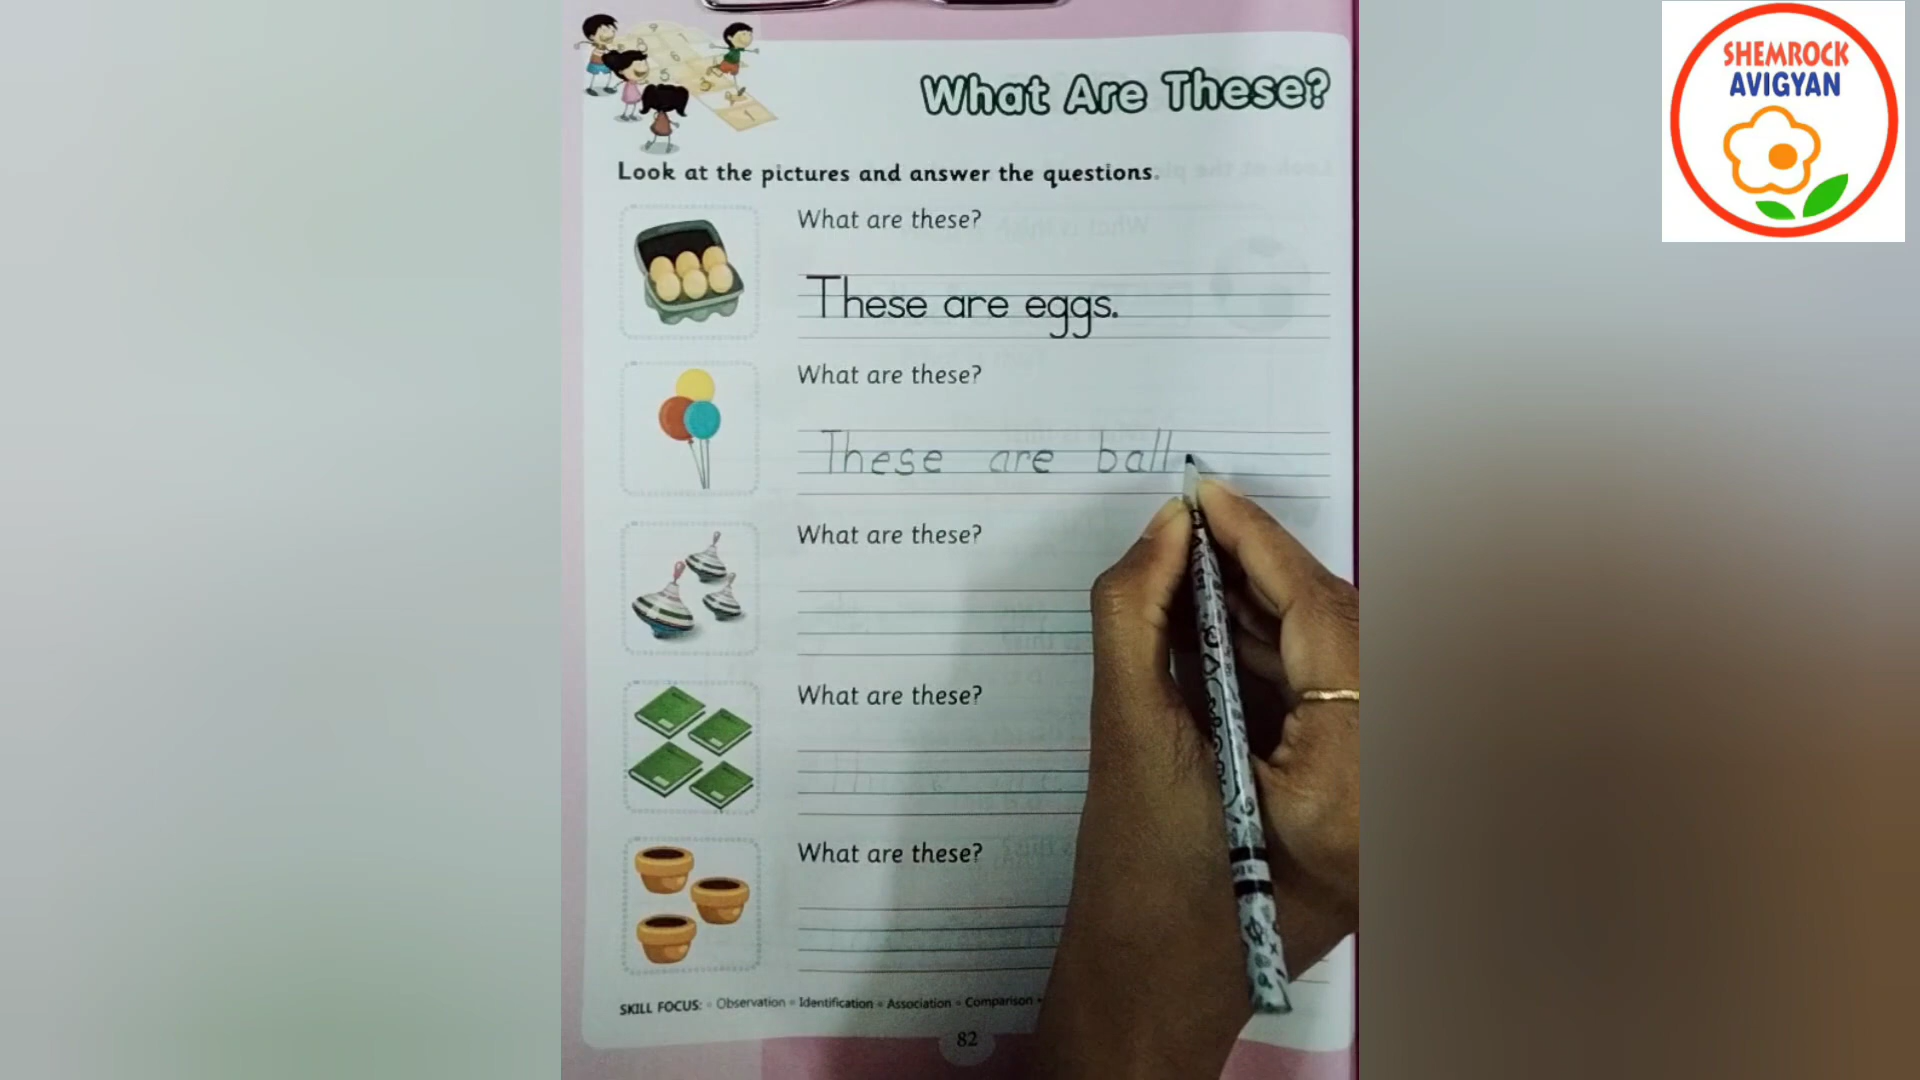 SHEMROCK
AVIGYAN
What Are These?
Look at the pictures and answer the questions.
What are these?
These are eggs.
What are these?
These are ball
What are these?
What are these?
What are these?
SKILL FOCUS: • Observation • Identification • Association • Comparison •
82